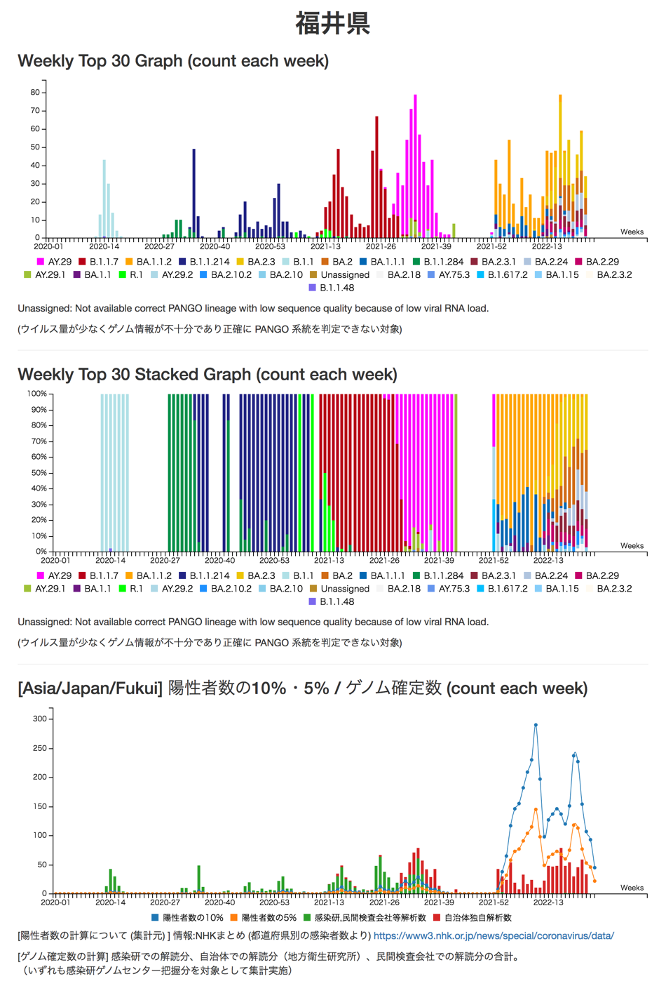 福井県
Weekly Top 30 Graph (count each week)
80
70
60
50
40
30
20
10
0
Weeks
2020-01 2020-14 2020-27 2020-40 2020-53 2021-13 2021-26 2021-39 2021-52 2022-13
AY.29 B.1.1.7 BA.1.1.2 B.1.1.214 BA.2.3 B.1.1 BA.2 BA.1.1.1 B.1.1.284 BA.2.3.1 BA.2.24 BA.2.29
AY.29.1 BA.1.1 R.1 AY.29.2 BA.2.10.2 BA.2.10 Unassigned BA.2.18 AY.75.3 B.1.617.2 BA.1.15 BA.2.3.2
B.1.1.48
Unassigned: Not available correct PANGO lineage with low sequence quality because of low viral RNA load.
(ウイルス量が少なくゲノム情報が不十分であり正確に PANGO 系統を判定できない対象)
Weekly Top 30 Stacked Graph (count each week)
100%
90%
80%
70%
60%
50%
40%
30%
20%
10%
0%
Weeks
2020-01 2020-14 2020-27 2020-40 2020-53 2021-13 2021-26 2021-39 2021-52 2022-13
AY.29 B.1.1.7 BA.1.1.2 B.1.1.214 BA.2.3 B.1.1 BA.2 BA.1.1.1 B.1.1.284 BA.2.3.1 BA.2.24 BA.2.29
AY.29.1 BA.1.1 R.1 AY.29.2 BA.2.10.2 BA.2.10 Unassigned BA.2.18 AY.75.3 B.1.617.2 BA.1.15 BA.2.3.2
B.1.1.48
Unassigned: Not available correct PANGO lineage with low sequence quality because of low viral RNA load.
(ウイルス量が少なくゲノム情報が不十分であり正確に PANGO 系統を判定できない対象)
[Asia/Japan/Fukui] 陽性者数の10%・5% / ゲノム確定数 (count each week)
300
250
200
150
100
50
0
Weeks
2020-01 2020-14 2020-27 2020-40 2020-53 2021-13 2021-26 2021-39 2021-52 2022-13
陽性者数の10% 陽性者数の5% 感染研,民間検査会社等解析数 自治体独自解析数
[陽性者数の計算について (集計元) ] 情報:NHKまとめ (都道府県別の感染者数より) https://www3.nhk.or.jp/news/special/coronavirus/data/
[ゲノム確定数の計算] 感染研での解読分、自治体での解読分（地方衛生研究所）、民間検査会社での解読分の合計。
（いずれも感染研ゲノムセンター把握分を対象として集計実施）